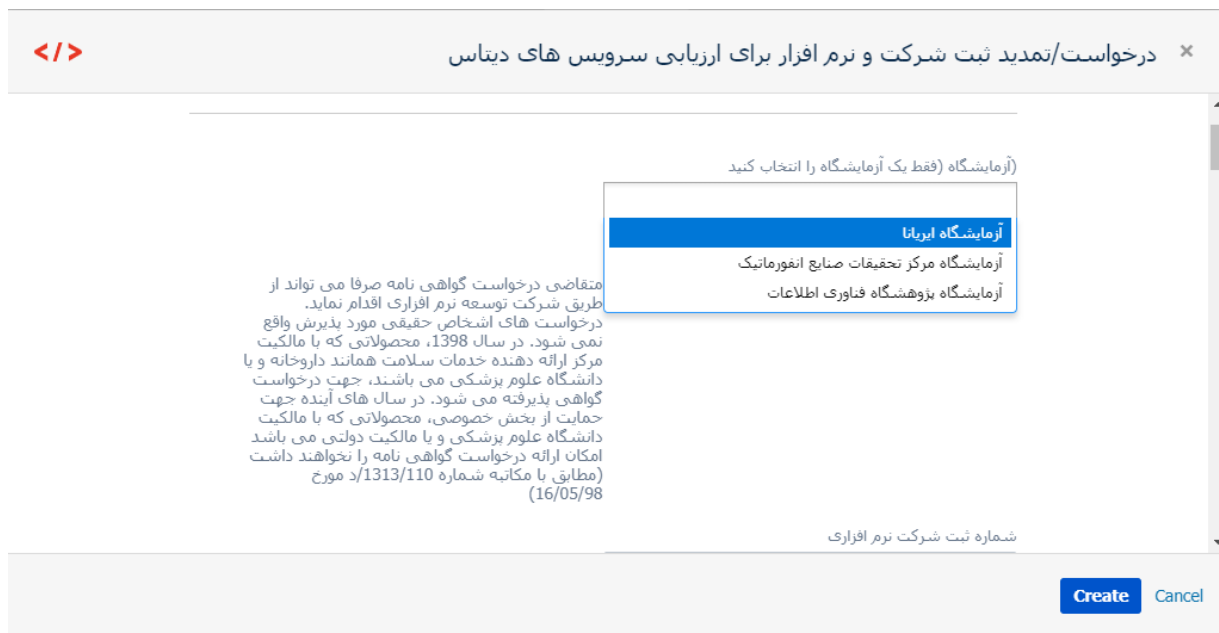 </>
× درخواست/تمدید ثبت شرکت و نرم افزار برای ارزیابی سرویس های دیتاس
(آزمایشگاه (فقط یک آزمایشگاه را انتخاب کنید
آزمایشگاه ایریانا
آزمایشگاه مرکز تحقیقات صنایع انفورماتیک
آزمایشگاه پژوهشگاه فناوری اطلاعات
متقاضی درخواست گواهی نامه صرفا می تواند از
طریق شرکت توسعه نرم افزاری اقدام نماید.
درخواست های اشخاص حقیقی مورد پذیرش واقع
نمی شود. در سال 1398، محصولاتی که با مالکیت
مرکز ارائه دهنده خدمات سلامت همانند داروخانه و یا
دانشگاه علوم پزشکی می باشند، جهت درخواست
گواهی پذیرفته می شود. در سال های آینده جهت
حمایت از بخش خصوصی، محصولاتی که با مالکیت
دانشگاه علوم پزشکی و یا مالکیت دولتی می باشد
امکان ارائه درخواست گواهی نامه را نخواهند داشت
(مطابق با مکاتبه شماره 1313/110/د مورخ
16/05/98)
شماره ثبت شرکت نرم افزاری
Create Cancel